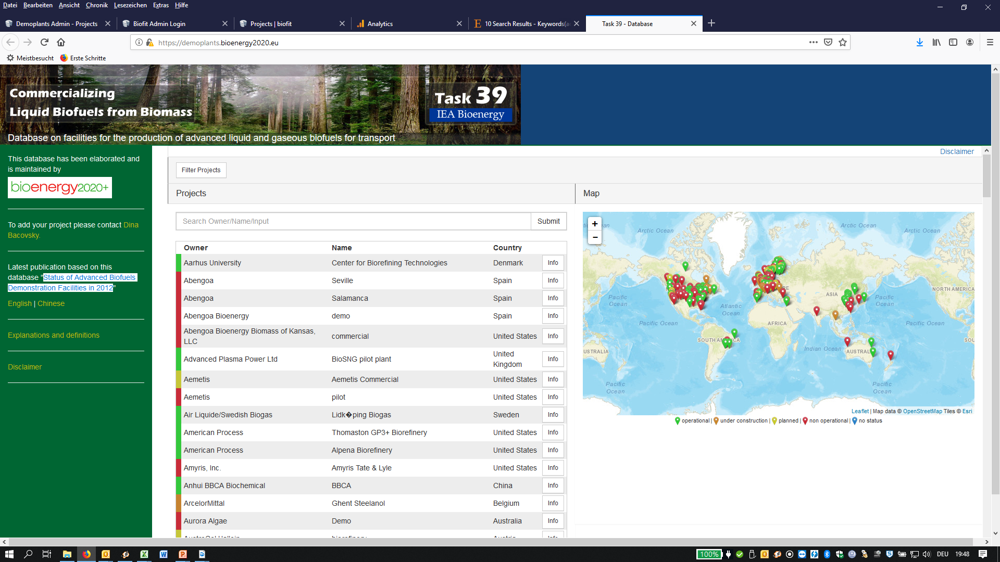 Datei Bearbeiten Ansicht Chronik Lesezeichen Extras Hilfe
Demoplants Admin - Projects
Biofit Admin Login
Projects | biofit
Analytics
10 Search Results - Keywords(a
Task 39 - Database
https://demoplants.bioenergy2020.eu
Meistbesucht Erste Schritte
Commercializing
Liquid Biofuels from Biomass
Task 39
IEA Bioenergy
Database on facilities for the production of advanced liquid and gaseous biofuels for transport
This database has been elaborated and
is maintained by
bioenergy2020+
To add your project please contact Dina
Bacovsky.
Latest publication based on this
database "Status of Advanced Biofuels
Demonstration Facilities in 2012"
English | Chinese
Explanations and definitions
Disclaimer
Disclaimer
Filter Projects
Projects
Search Owner/Name/Input Submit
Owner Name Country
Aarhus University Center for Biorefining Technologies Denmark Info
Abengoa Seville Spain Info
Abengoa Salamanca Spain Info
Abengoa Bioenergy demo Spain Info
Abengoa Bioenergy Biomass of Kansas,
LLC commercial United States Info
Advanced Plasma Power Ltd BioSNG pilot plant United
Kingdom Info
Aemetis Aemetis Commercial United States Info
Aemetis pilot United States Info
Air Liquide/Swedish Biogas Lidk�ping Biogas Sweden Info
American Process Thomaston GP3+ Biorefinery United States Info
American Process Alpena Biorefinery United States Info
Amyris, Inc. Amyris Tate & Lyle United States Info
Anhui BBCA Biochemical BBCA China Info
ArcelorMittal Ghent Steelanol Belgium Info
Aurora Algae Demo Australia Info
Map
+
−
Arctic Ocean
Arctic Ocean
Arctic Ocean
NORTH AMERICA
ASIA
Pacific
Ocean
Atlantic
Ocean
Pacific
Ocean
Pacific Ocean
AFRICA
Pacific Ocean
SOUTH AMERICA
Indian Ocean
USTRALIA
AUSTRAL
SOU
Pacific
Ocean
Pacific
Ocean
Leaflet | Map data © OpenStreetMap Tiles © Esri
operational | under construction | planned | non operational | no status
100% DEU 19:48